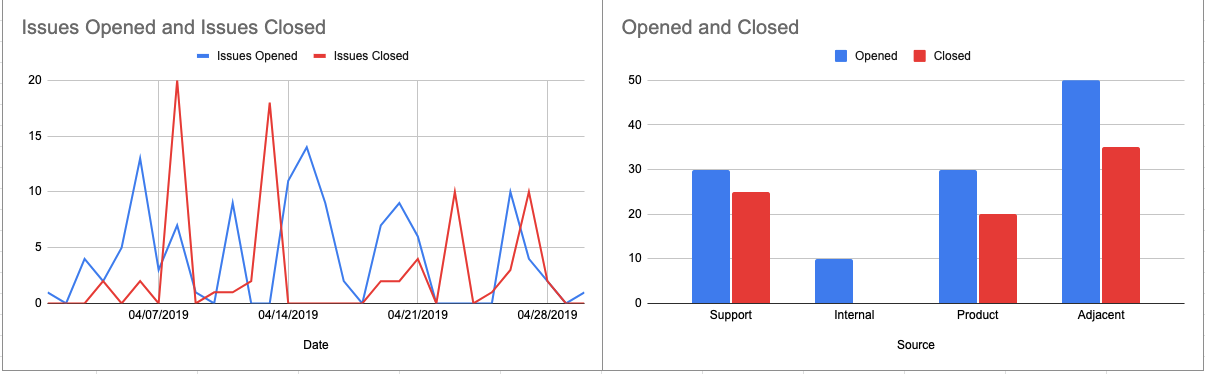 Issues Opened and Issues Closed
Issues Opened Issues Closed
20
15
10
5
0
04/07/2019 04/14/2019 04/21/2019 04/28/2019
Date
Opened and Closed
Opened Closed
50
40
30
20
10
0
Support Internal Product Adjacent
Source